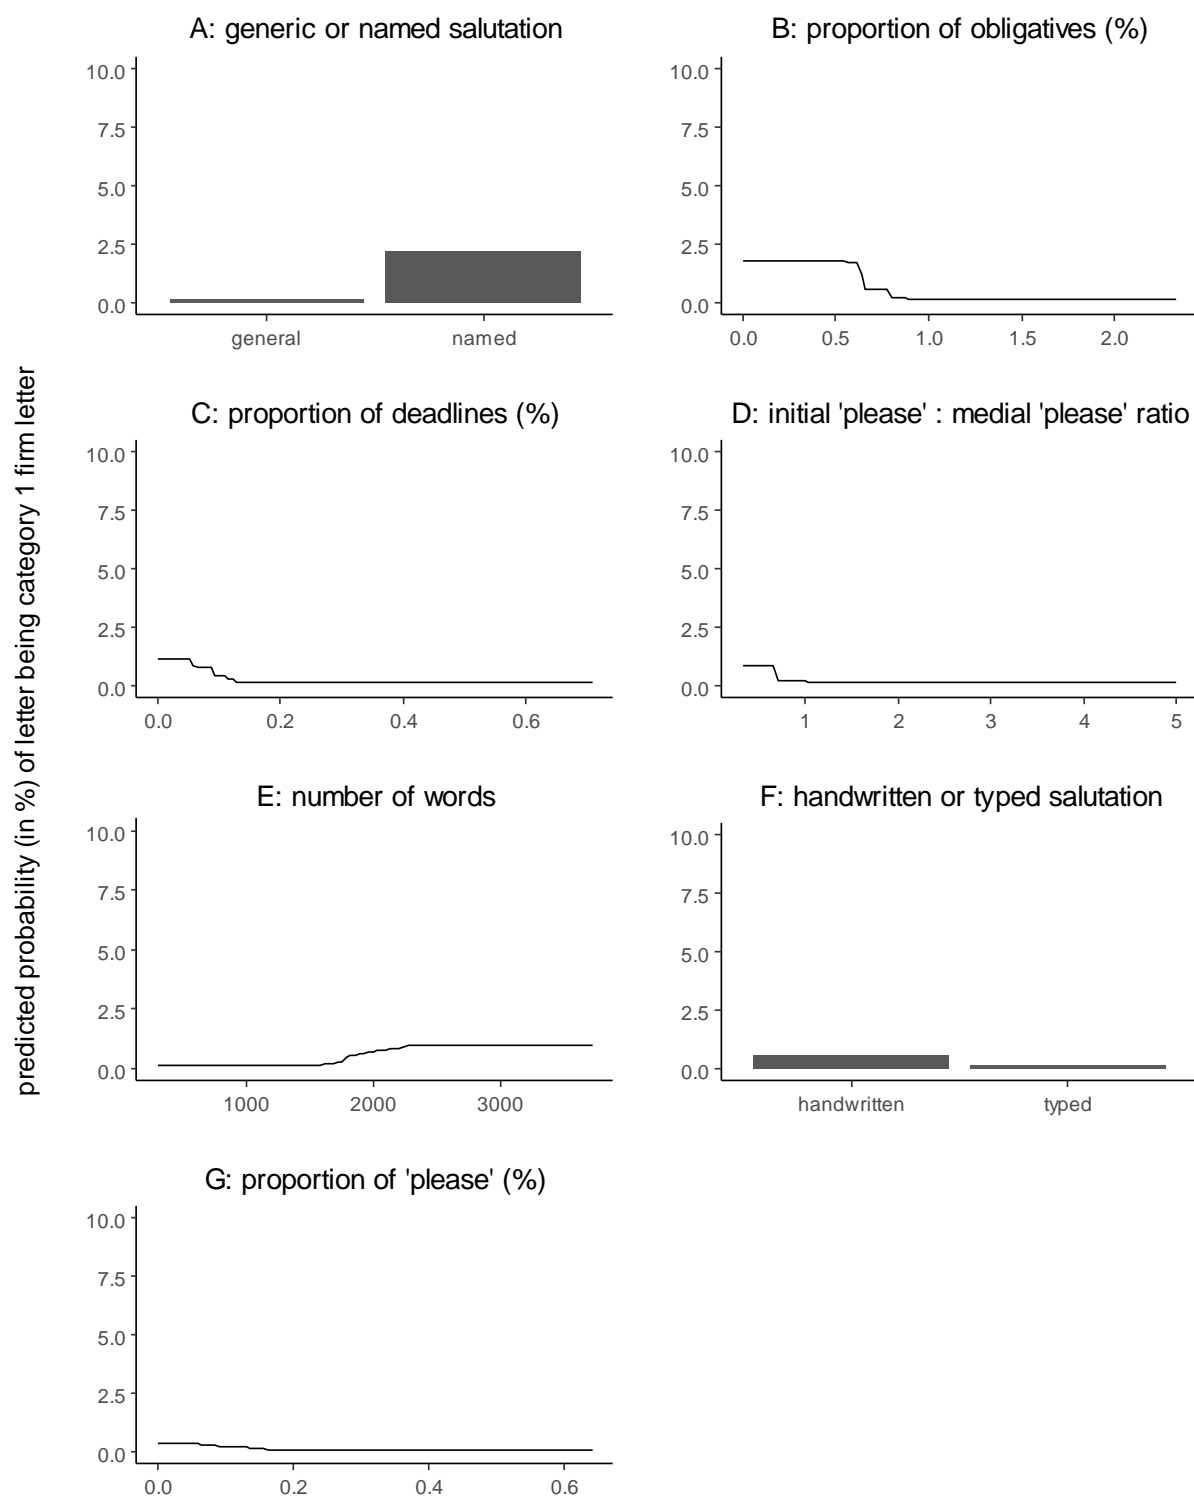 A: generic or named salutation
10.0
7.5
5.0
2.5
0.0
general named
B: proportion of obligatives (%)
10.0
7.5
5.0
2.5
0.0
0.0 0.5 1.0 1.5 2.0
predicted probability (in %) of letter being category 1 firm letter
C: proportion of deadlines (%)
10.0
7.5
5.0
2.5
0.0
0.0 0.2 0.4 0.6
D: initial 'please' : medial 'please' ratio
10.0
7.5
5.0
2.5
0.0
1 2 3 4 5
E: number of words
10.0
7.5
5.0
2.5
0.0
1000 2000 3000
F: handwritten or typed salutation
10.0
7.5
5.0
2.5
0.0
handwritten typed
G: proportion of 'please' (%)
10.0
7.5
5.0
2.5
0.0
0.0 0.2 0.4 0.6